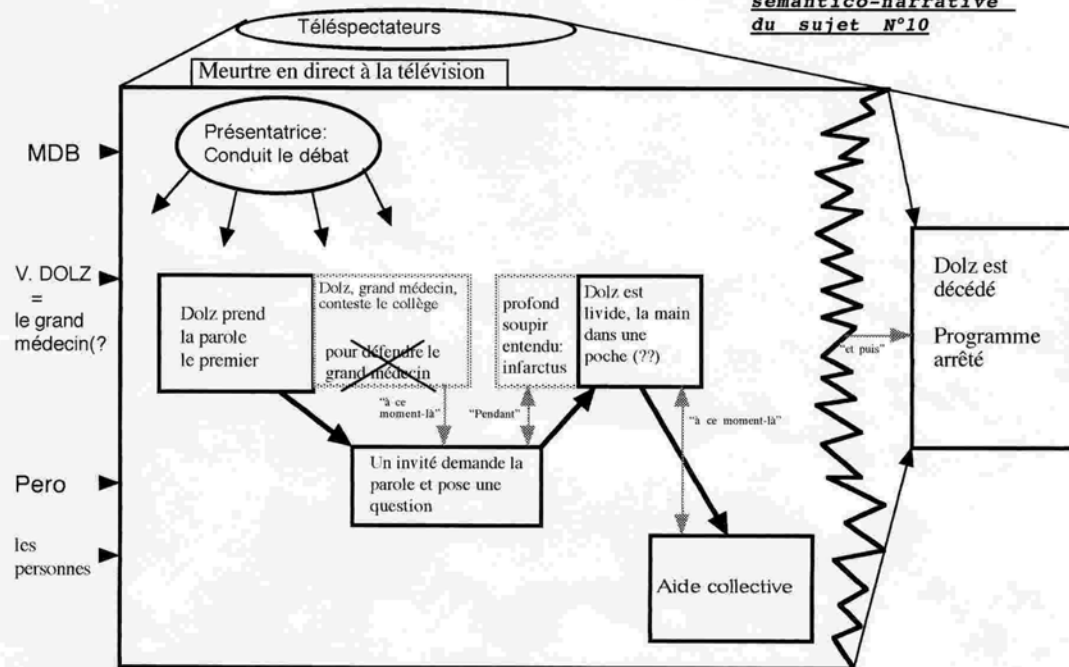 sémantico-narrative
du sujet N°10
Téléspectateurs
Meurtre en direct à la télévision
Présentatrice:
Conduit le débat
MDB
V. DOLZ
=
le grand
médecin(?
Dolz prend
la parole
le premier
Dolz, grand médecin,
conteste le collège
pour défendre le
grand médecin
profond
soupir
entendu:
infarctus
Dolz est
livide, la main
dans une
poche (??)
Dolz est
décédé
Programme
arrêté
"et puis"
"à ce
moment-là"
"Pendant"
"à ce moment-là"
Pero
Un invité demande la
parole et pose une
question
les
personnes
Aide collective